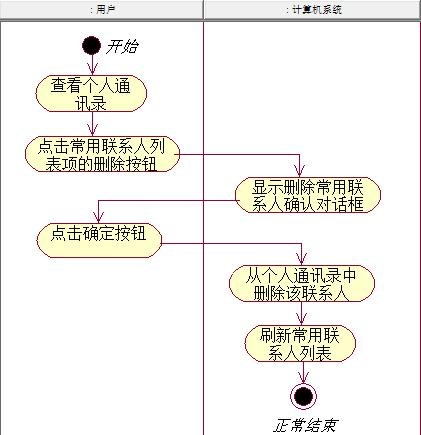 : 用户
: 计算机系统
开始
查看个人通
讯录
点击常用联系人列
表项的删除按钮
显示删除常用联
系人确认对话框
点击确定按钮
从个人通讯录中
删除该联系人
刷新常用联
系人列表
正常结束